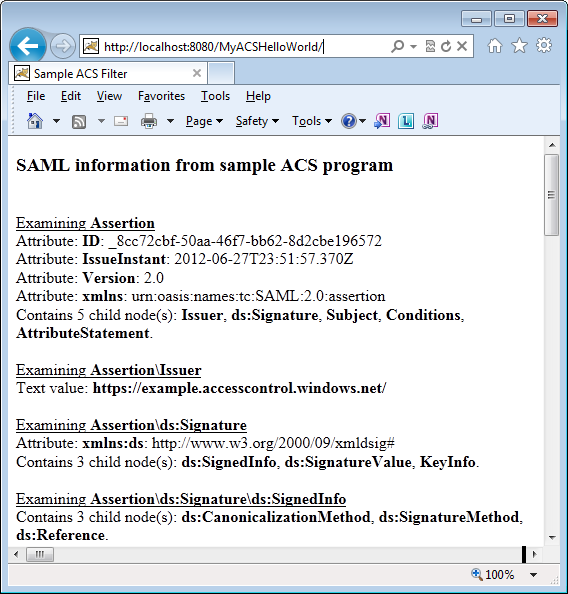 http://localhost:8080/MyACSHelloWorld/
Sample ACS Filter
File Edit View Favorites Tools Help
Page Safety Tools
SAML information from sample ACS program
Examining Assertion
Attribute: ID: _8cc72cbf-50aa-46f7-bb62-8d2cbe196572
Attribute: IssueInstant: 2012-06-27T23:51:57.370Z
Attribute: Version: 2.0
Attribute: xmlns: urn:oasis:names:tc:SAML:2.0:assertion
Contains 5 child node(s): Issuer, ds:Signature, Subject, Conditions,
AttributeStatement.
Examining Assertion\Issuer
Text value: https://example.accesscontrol.windows.net/
Examining Assertion\ds:Signature
Attribute: xmlns:ds: http://www.w3.org/2000/09/xmldsig#
Contains 3 child node(s): ds:SignedInfo, ds:SignatureValue, KeyInfo.
Examining Assertion\ds:Signature\ds:SignedInfo
Contains 3 child node(s): ds:CanonicalizationMethod, ds:SignatureMethod,
ds:Reference.
100%